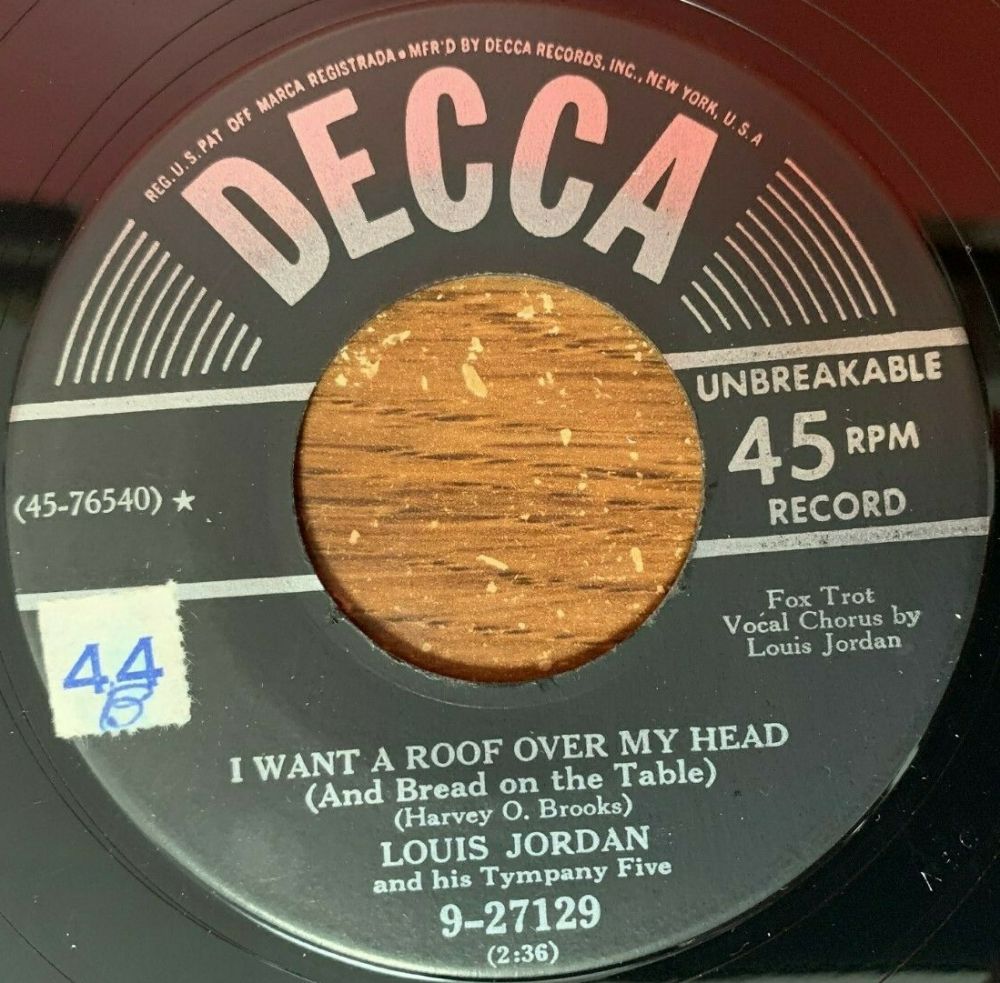 REG. U.S. PAT OFF MARCA REGISTRADA • MFR'D BY DECCA RECORDS, INC., NEW YORK, U.S.A
DECCA
UNBREAKABLE
45 RPM
RECORD
(45-76540) ★
Fox Trot
Vocal Chorus by
Louis Jordan
44
B
I WANT A ROOF OVER MY HEAD
(And Bread on the Table)
(Harvey O. Brooks)
LOUIS JORDAN
and his Tympany Five
9-27129
(2:36)